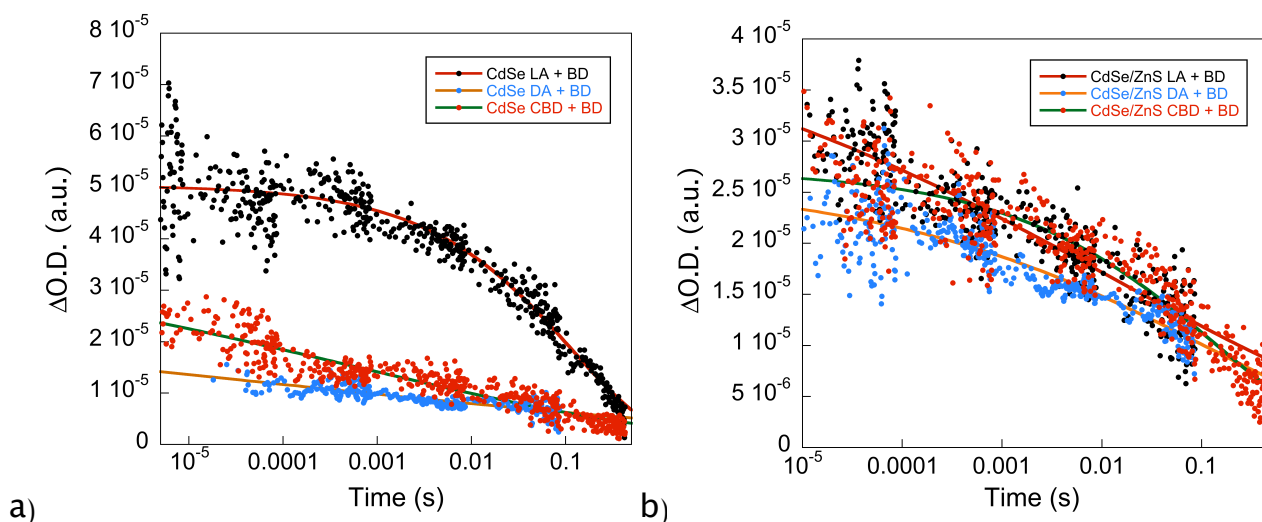 8 10⁻⁵
7 10⁻⁵
6 10⁻⁵
5 10⁻⁵
4 10⁻⁵
3 10⁻⁵
2 10⁻⁵
1 10⁻⁵
0
ΔO.D. (a.u.)
CdSe LA + BD
CdSe DA + BD
CdSe CBD + BD
10⁻⁵ 0.0001 0.001 0.01 0.1
Time (s)
a)
4 10⁻⁵
3.5 10⁻⁵
3 10⁻⁵
2.5 10⁻⁵
2 10⁻⁵
1.5 10⁻⁵
1 10⁻⁵
5 10⁻⁶
0
ΔO.D. (a.u.)
CdSe/ZnS LA + BD
CdSe/ZnS DA + BD
CdSe/ZnS CBD + BD
10⁻⁵ 0.0001 0.001 0.01 0.1
Time (s)
b)